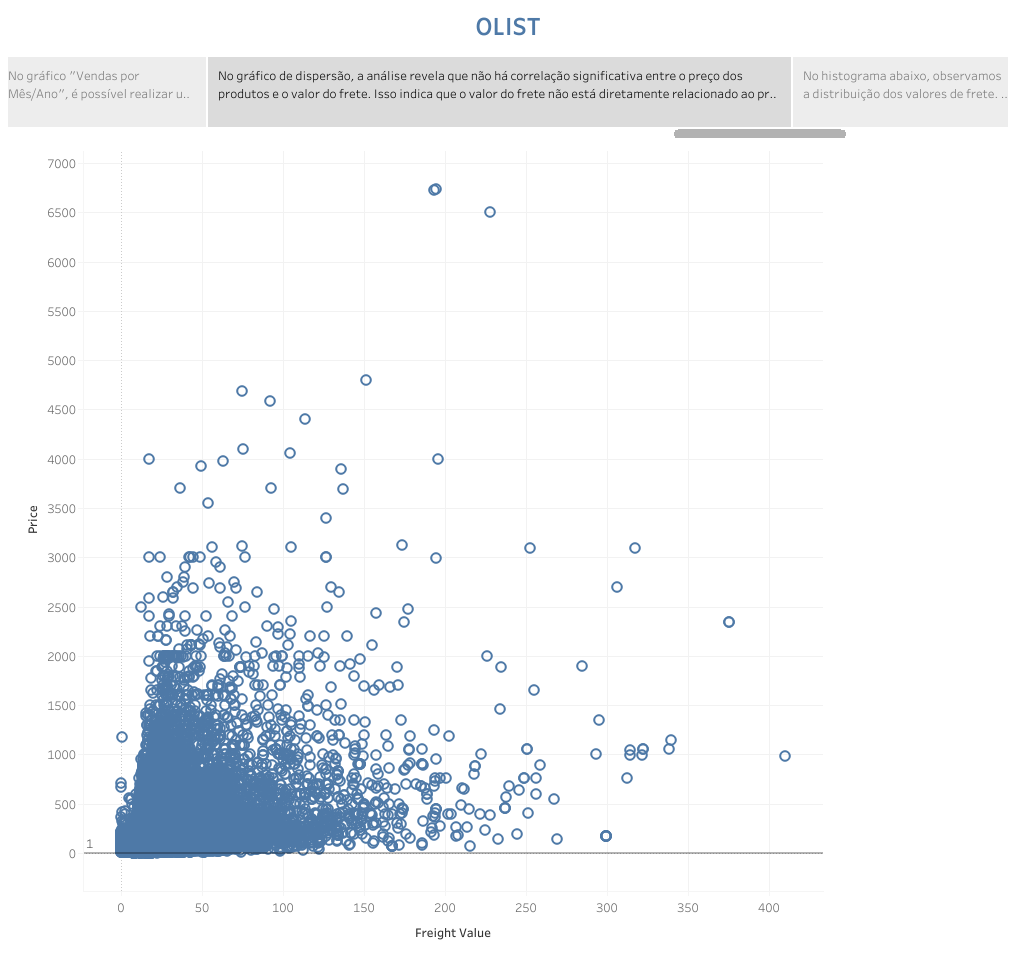 OLIST
No gráfico "Vendas por
Mês/Ano", é possível realizar u..
No gráfico de dispersão, a análise revela que não há correlação significativa entre o preço dos
produtos e o valor do frete. Isso indica que o valor do frete não está diretamente relacionado ao pr..
No histograma abaixo, observamos
a distribuição dos valores de frete. ..
7000
6500
6000
5500
5000
4500
4000
3500
3000
2500
2000
1500
1000
500
0
Price
1
0 50 100 150 200 250 300 350 400
Freight Value